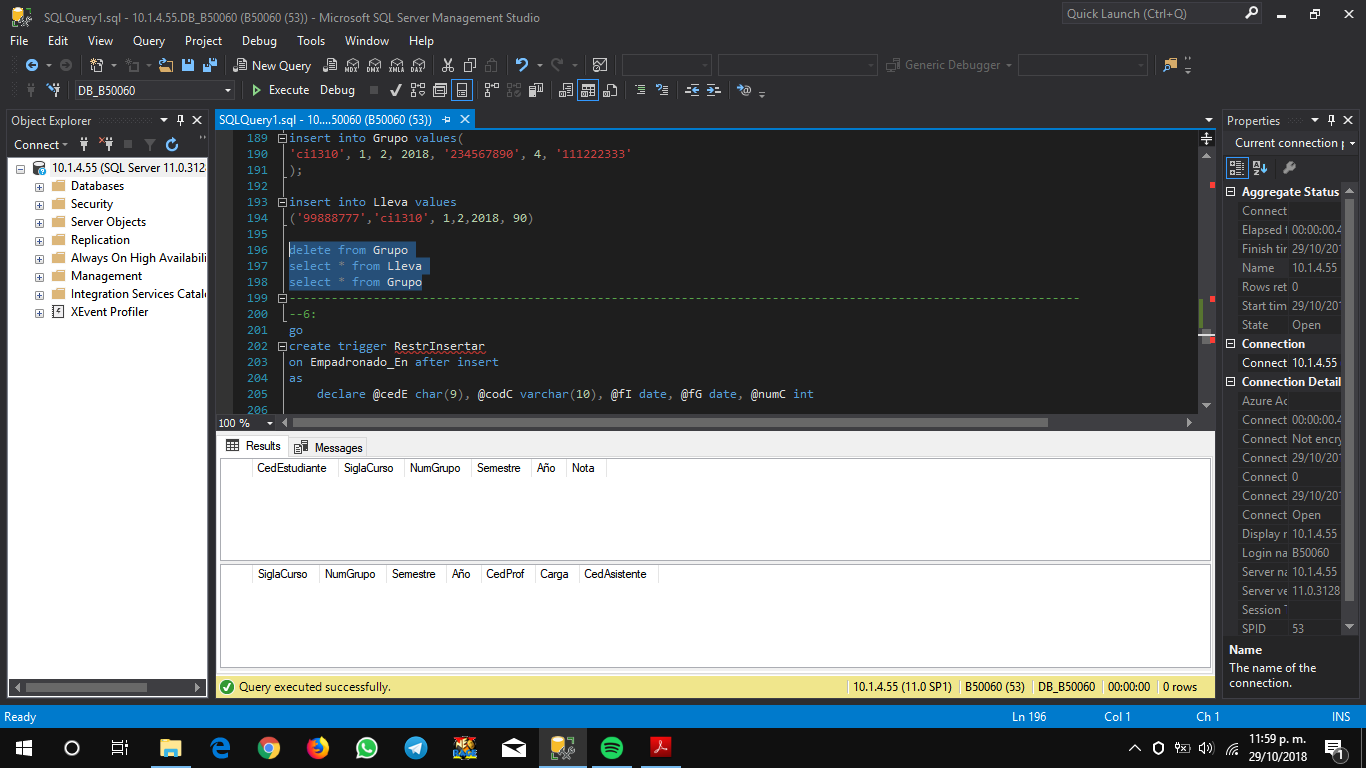 SQLQuery1.sql - 10.1.4.55.DB_B50060 (B50060 (53)) - Microsoft SQL Server Management Studio
Quick Launch (Ctrl+Q)
File Edit View Query Project Debug Tools Window Help
New Query
MDX DMX XMLA DAX
Generic Debugger
DB_B50060
Execute Debug
Object Explorer
Connect
10.1.4.55 (SQL Server 11.0.3128
Databases
Security
Server Objects
Replication
Always On High Availabili
Management
Integration Services Catal
XEvent Profiler
SQLQuery1.sql - 10....50060 (B50060 (53))
189 insert into Grupo values(
190 'ci1310', 1, 2, 2018, '234567890', 4, '111222333'
191 );
192
193 insert into Lleva values
194 ('99888777','ci1310', 1,2,2018, 90)
195
196 delete from Grupo
197 select * from Lleva
198 select * from Grupo
199 --------------------------------------------------------------------------------------------------------------
200 --6:
201 go
202 create trigger RestrInsertar
203 on Empadronado_En after insert
204 as
205 declare @cedE char(9), @codC varchar(10), @fI date, @fG date, @numC int
206
100 %
Results Messages
CedEstudiante SiglaCurso NumGrupo Semestre Año Nota
SiglaCurso NumGrupo Semestre Año CedProf Carga CedAsistente
Query executed successfully.
10.1.4.55 (11.0 SP1) B50060 (53) DB_B50060 00:00:00 0 rows
Properties
Current connection p
Aggregate Status
Connect
Elapsed t 00:00:00.4
Finish tir 29/10/201
Name 10.1.4.55
Rows ret 0
Start tim 29/10/201
State Open
Connection
Connect 10.1.4.55
Connection Detail
Azure Ac
Connect 00:00:00.4
Connect Not encry
Connect 29/10/201
Connect 0
Connect 29/10/201
Connect Open
Display r 10.1.4.55
Login na B50060
Server na 10.1.4.55
Server ve 11.0.3128
Session
SPID 53
Name
The name of the
connection.
Ready
Ln 196 Col 1 Ch 1 INS
11:59 p. m.
29/10/2018
1